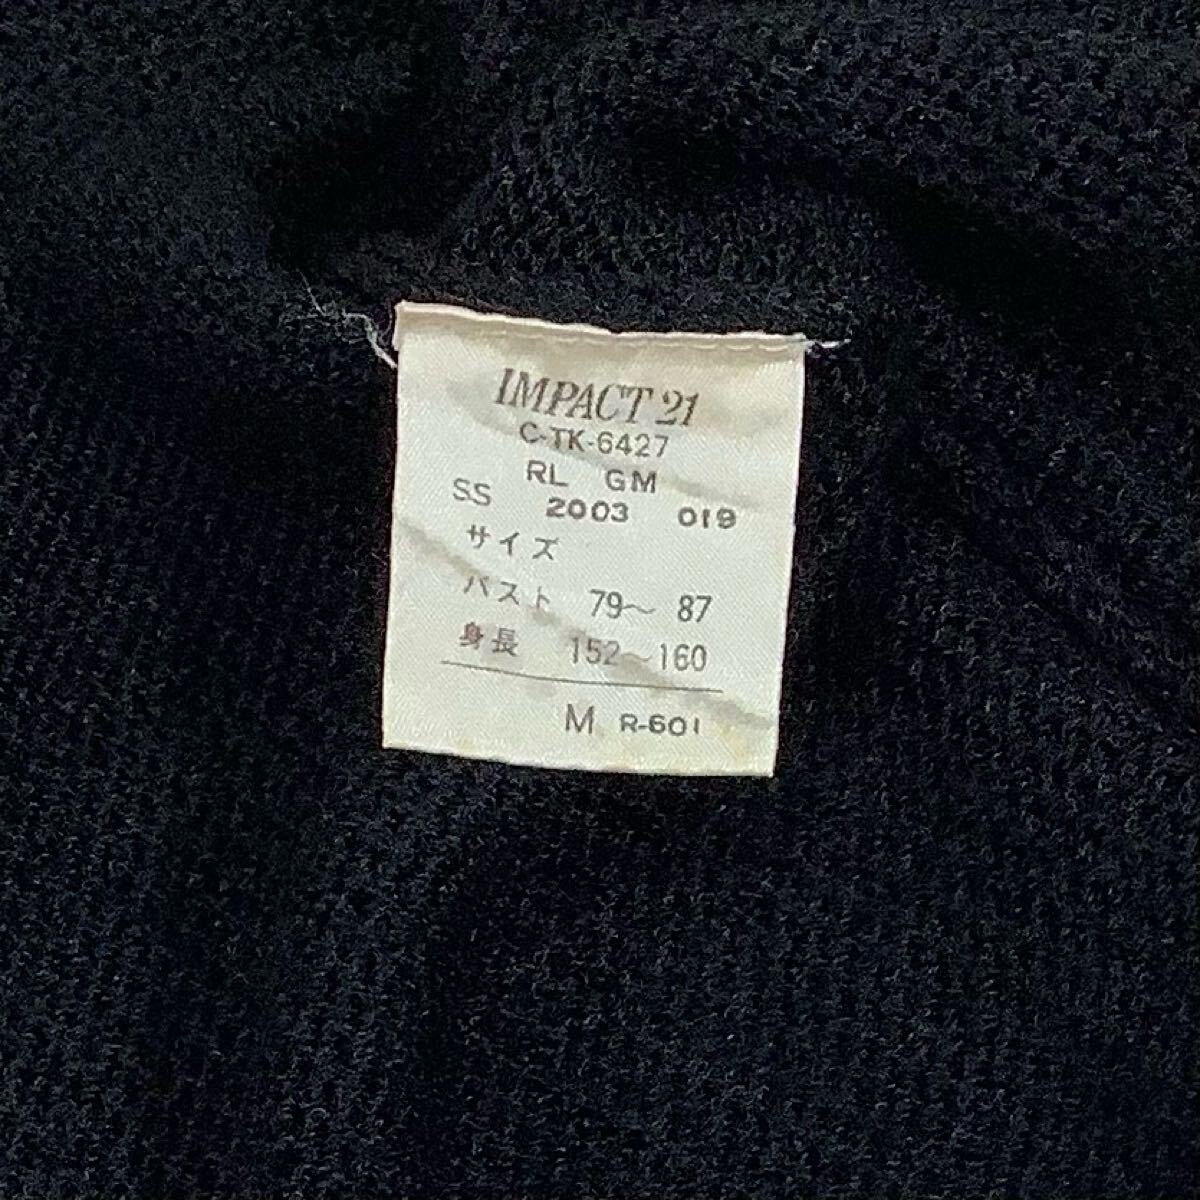 IMPACT 21
C-TK-6427
RL GM
SS 2003 019
サイズ
バスト 79～ 87
身長 152～160
M R-601